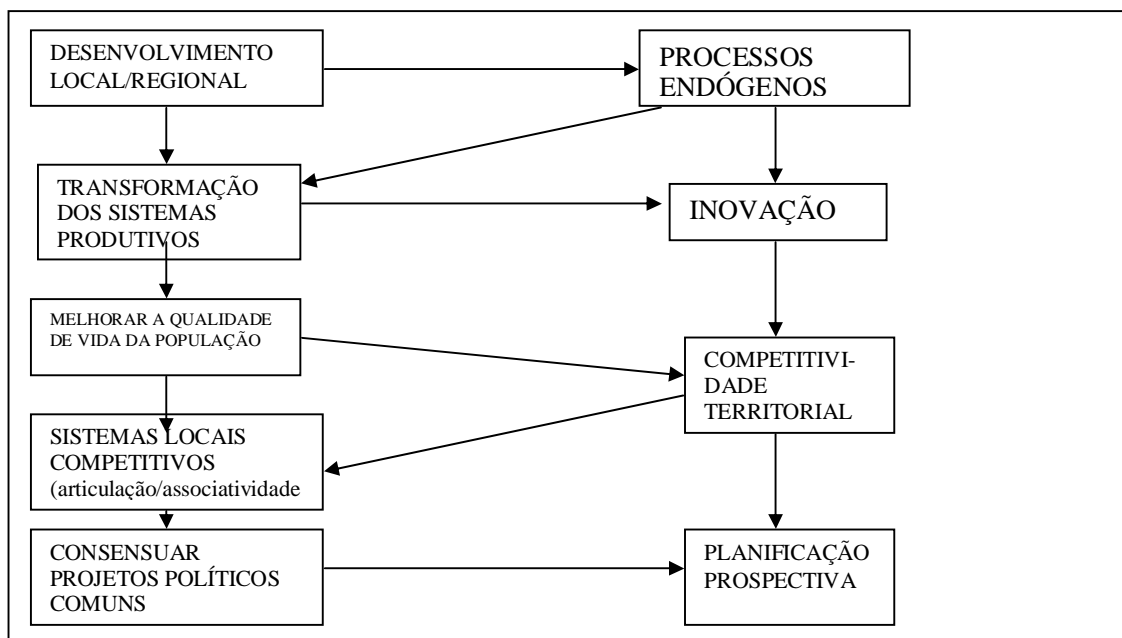 DESENVOLVIMENTO
LOCAL/REGIONAL
PROCESSOS
ENDÓGENOS
TRANSFORMAÇÃO
DOS SISTEMAS
PRODUTIVOS
INOVAÇÃO
MELHORAR A QUALIDADE
DE VIDA DA POPULAÇÃO
COMPETITIVI-
DADE
TERRITORIAL
SISTEMAS LOCAIS
COMPETITIVOS
(articulação/associatividade
CONSENSUAR
PROJETOS POLÍTICOS
COMUNS
PLANIFICAÇÃO
PROSPECTIVA